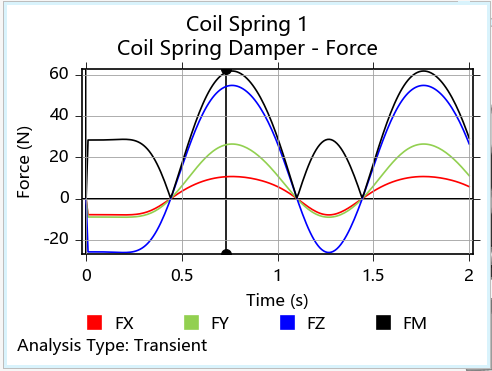 Coil Spring 1
Coil Spring Damper - Force
Force (N)
60
40
20
0
-20
0 0.5 1 1.5 2
Time (s)
FX FY FZ FM
Analysis Type: Transient